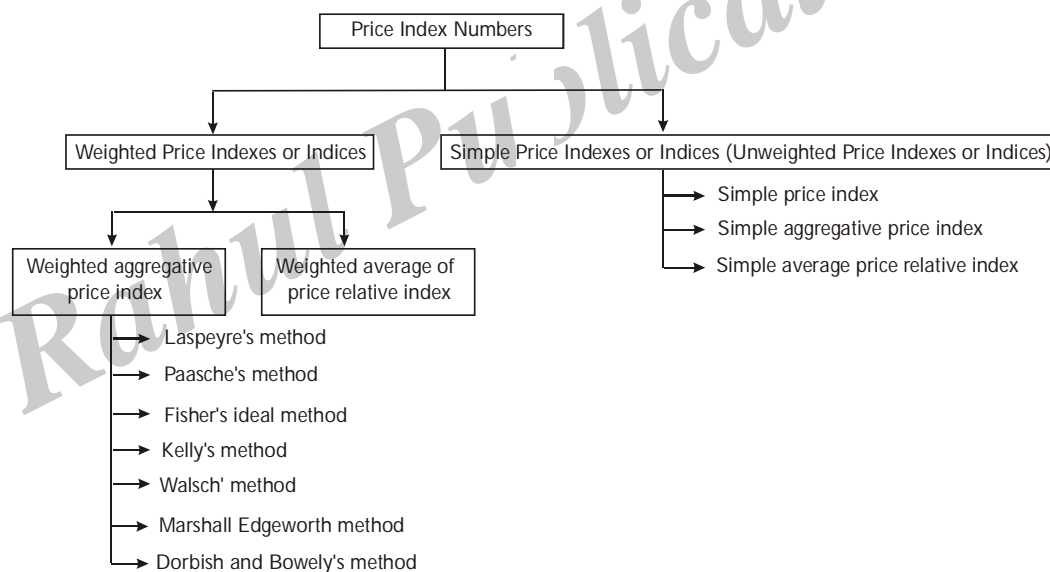 Price Index Numbers
Weighted Price Indexes or Indices
Simple Price Indexes or Indices (Unweighted Price Indexes or Indices)
Simple price index
Simple aggregative price index
Simple average price relative index
Weighted aggregative
price index
Weighted average of
price relative index
Laspeyre's method
Paasche's method
Fisher's ideal method
Kelly's method
Walsch' method
Marshall Edgeworth method
Dorbish and Bowely's method
Rahul